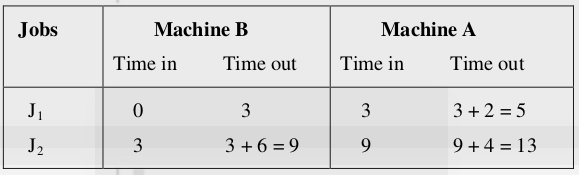 Jobs Machine B Machine A
Time in Time out Time in Time out
J₁ 0 3 3 3 + 2 = 5
J₂ 3 3 + 6 = 9 9 9 + 4 = 13